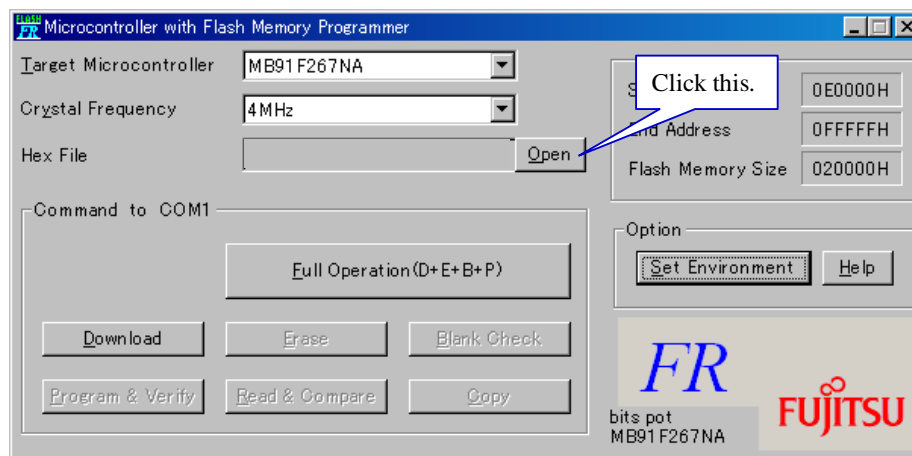 FLASH
FR Microcontroller with Flash Memory Programmer
Target Microcontroller MB91F267NA
Crystal Frequency 4MHz
Hex File Open
Click this.
0E0000H
End Address 0FFFFFH
Flash Memory Size 020000H
Command to COM1
Full Operation(D+E+B+P)
Download Erase Blank Check
Program & Verify Read & Compare Copy
Option
Set Environment Help
FR
bits pot
MB91F267NA
FUJITSU